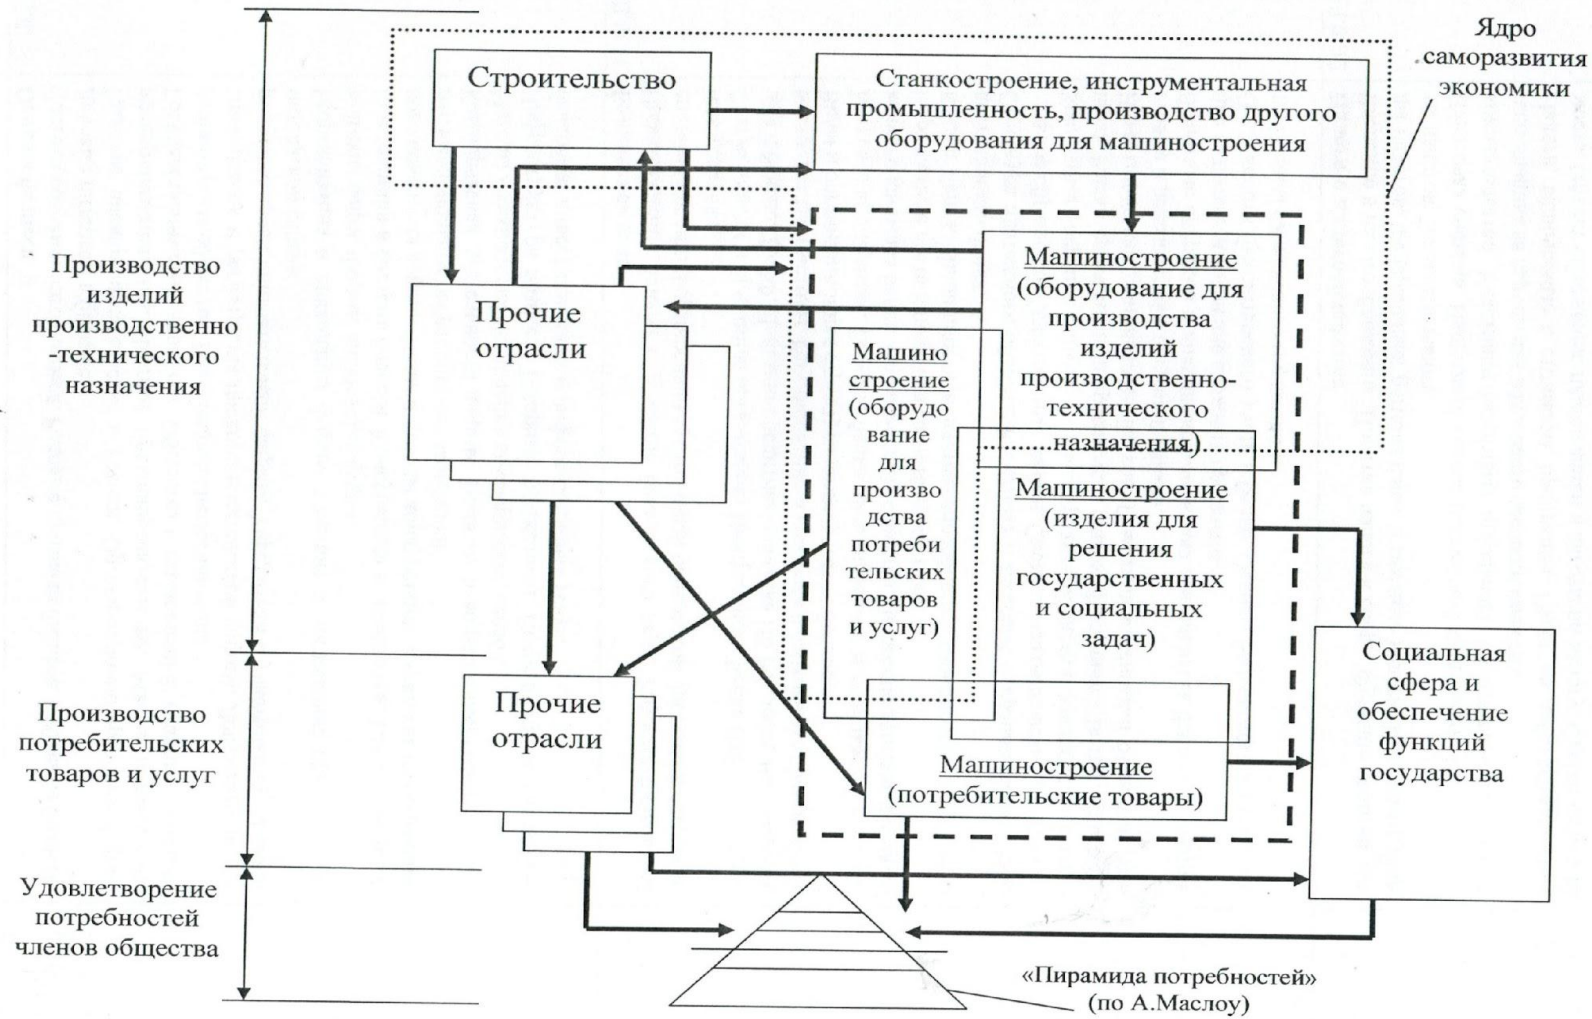 Ядро
саморазвития
экономики
Строительство
Станкостроение, инструментальная
промышленность, производство другого
оборудования для машиностроения
Производство
изделий
производственно
-технического
назначения
Прочие
отрасли
Машиностроение
(оборудование для
производства
изделий
производственно-
технического
назначения)
Машино
строение
(оборудо
вание
для
произво
дства
потреби
тельских
товаров
и услуг)
Машиностроение
(изделия для
решения
государственных
и социальных
задач)
Социальная
сфера и
обеспечение
функций
государства
Производство
потребительских
товаров и услуг
Прочие
отрасли
Машиностроение
(потребительские товары)
Удовлетворение
потребностей
членов общества
«Пирамида потребностей»
(по А.Маслоу)